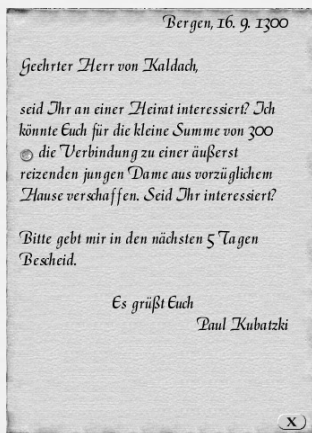 Bergen, 16. 9. 1300
Geehrter Herr von Kaldach,
seid Ihr an einer Heirat interessiert? Ich
könnte Euch für die kleine Summe von 300
die Verbindung zu einer äußerst
reizenden jungen Dame aus vorzüglichem
Hause verschaffen. Seid Ihr interessiert?
Bitte gebt mir in den nächsten 5 Tagen
Bescheid.
Es grüßt Euch
Paul Kubatzki
X